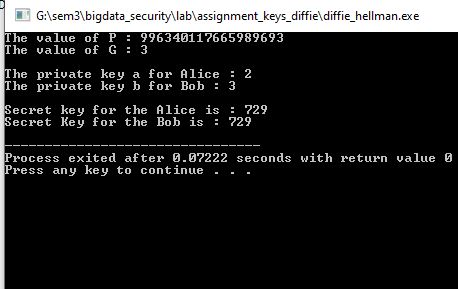 G:\sem3\bigdata_security\lab\assignment_keys_diffie\diffie_hellman.exe
The value of P : 996340117665989693
The value of G : 3
The private key a for Alice : 2
The private key b for Bob : 3
Secret key for the Alice is : 729
Secret Key for the Bob is : 729
--------------------------------
Process exited after 0.07222 seconds with return value 0
Press any key to continue . . .